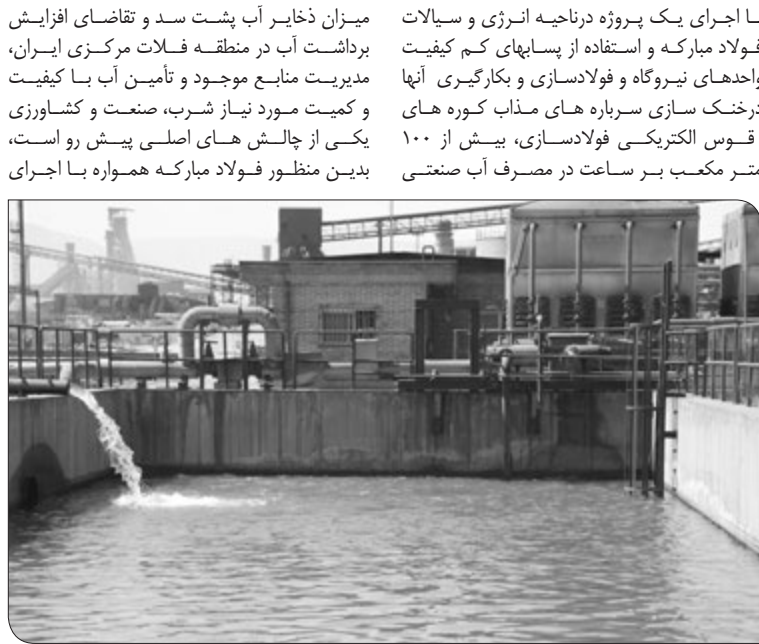 با اجرای یک پروژه درناحیه انرژی و سیالات
فولاد مبارکه و استفاده از پسابهای کم کیفیت
واحدهای نیروگاه و فولادسازی و بکارگیری آنها
درخنک سازی سرباره های مذاب کوره های
قوس الکتریکی فولادسازی، بیش از ۱۰۰
متر مکعب بر ساعت در مصرف آب صنعتی
میزان ذخایر آب پشت سد و تقاضای افزایش
برداشت آب در منطقه فلات مرکزی ایران،
مدیریت منابع موجود و تأمین آب با کیفیت
و کمیت مورد نیاز شرب، صنعت و کشاورزی
یکی از چالش های اصلی پیش رو است،
بدین منظور فولاد مبارکه همواره با اجرای